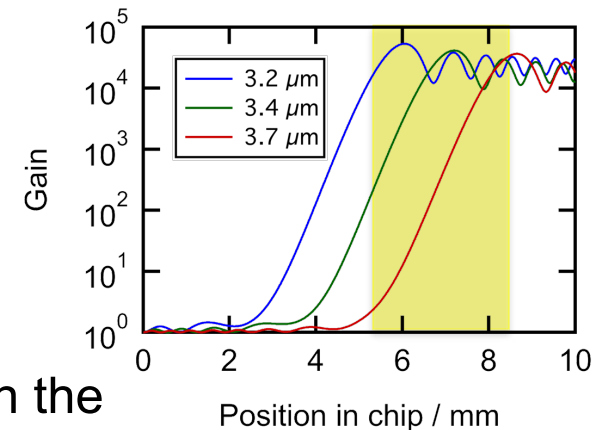 10^5
10^4
10^3
10^2
10^1
10^0
Gain
3.2 μm
3.4 μm
3.7 μm
0 2 4 6 8 10
Position in chip / mm
n the